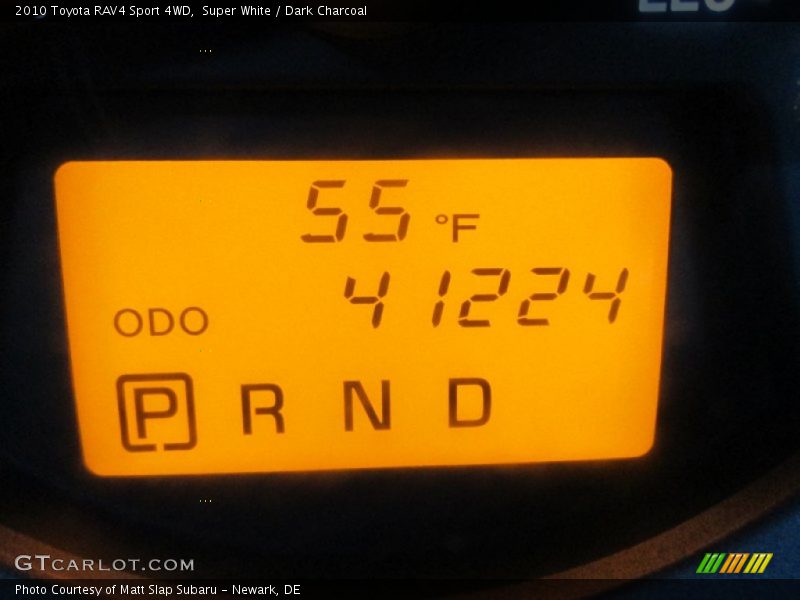 2010 Toyota RAV4 Sport 4WD,  Super White / Dark Charcoal
55 °F
ODO 41224
P R N D
GTCARLOT.COM
Photo Courtesy of Matt Slap Subaru - Newark, DE